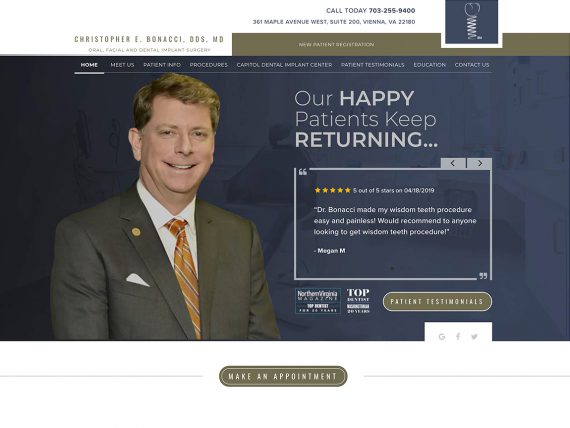 CALL TODAY 703-255-9400
361 MAPLE AVENUE WEST, SUITE 200, VIENNA, VA 22180
CHRISTOPHER E. BONACCI, DDS, MD
ORAL, FACIAL AND DENTAL IMPLANT SURGERY
NEW PATIENT REGISTRATION
HOME MEET US PATIENT INFO PROCEDURES CAPITOL DENTAL IMPLANT CENTER PATIENT TESTIMONIALS EDUCATION CONTACT US
Our HAPPY
Patients Keep
RETURNING...
5 out of 5 stars on 04/18/2019
“Dr. Bonacci made my wisdom teeth procedure
easy and painless! Would recommend to anyone
looking to get wisdom teeth procedure!”
- Megan M
NorthernVirginia
MAGAZINE
TOP DENTIST
FOR 20 YEARS
TOP
DENTIST
WASHINGTONIAN
20 YEARS
PATIENT TESTIMONIALS
MAKE AN APPOINTMENT